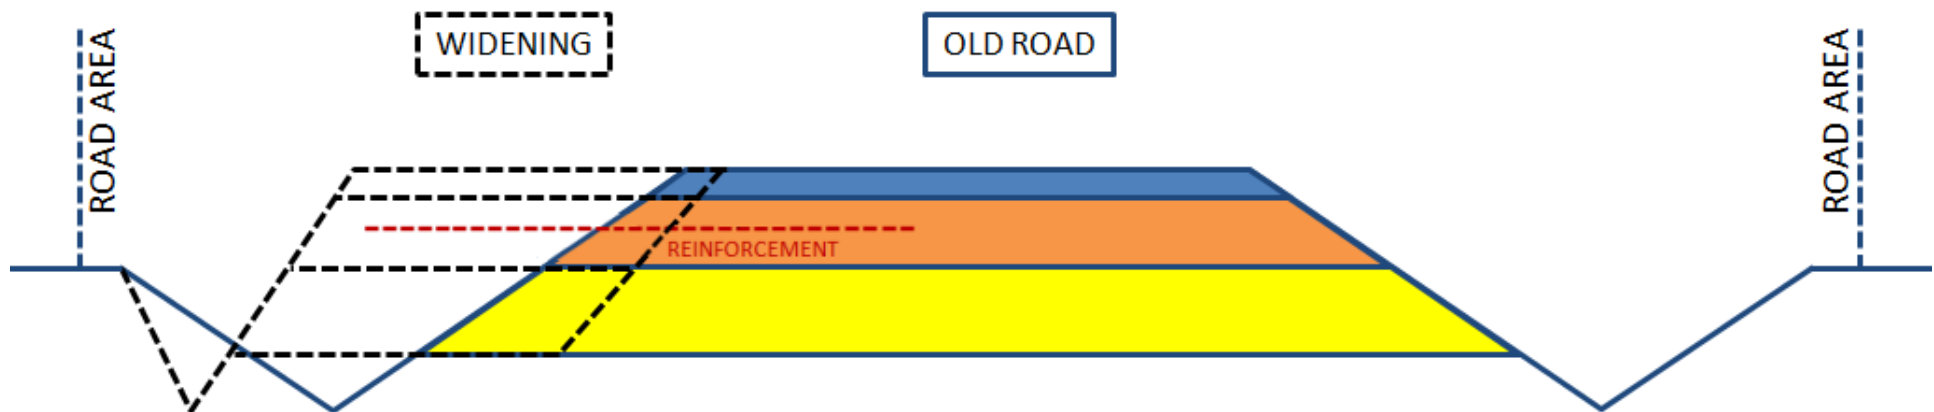 WIDENING
OLD ROAD
ROAD AREA
ROAD AREA
REINFORCEMENT